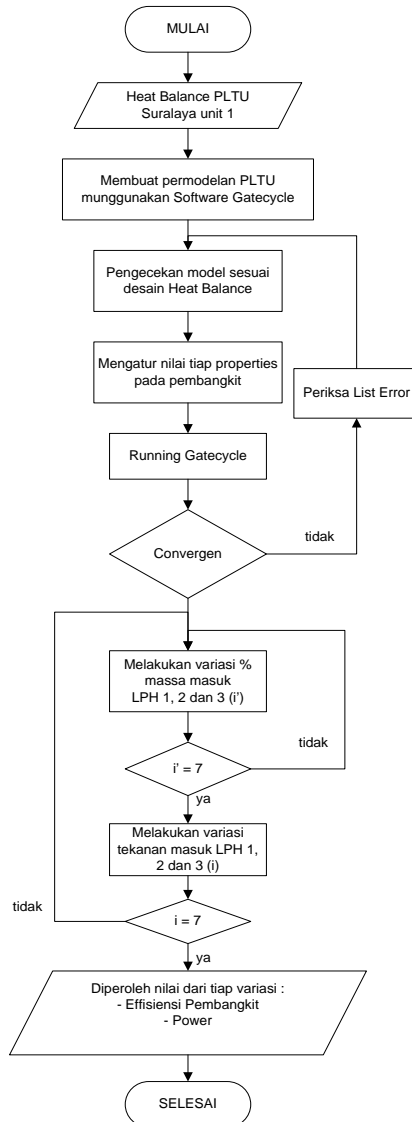 MULAI
Heat Balance PLTU
Suralaya unit 1
Membuat permodelan PLTU
munggunakan Software Gatecycle
Pengecekan model sesuai
desain Heat Balance
Mengatur nilai tiap properties
pada pembangkit
Periksa List Error
Running Gatecycle
Convergen
tidak
Melakukan variasi %
massa masuk
LPH 1, 2 dan 3 (i’)
tidak
i’ = 7
ya
Melakukan variasi
tekanan masuk LPH 1,
2 dan 3 (i)
tidak
i = 7
ya
Diperoleh nilai dari tiap variasi :
- Effisiensi Pembangkit
- Power
SELESAI